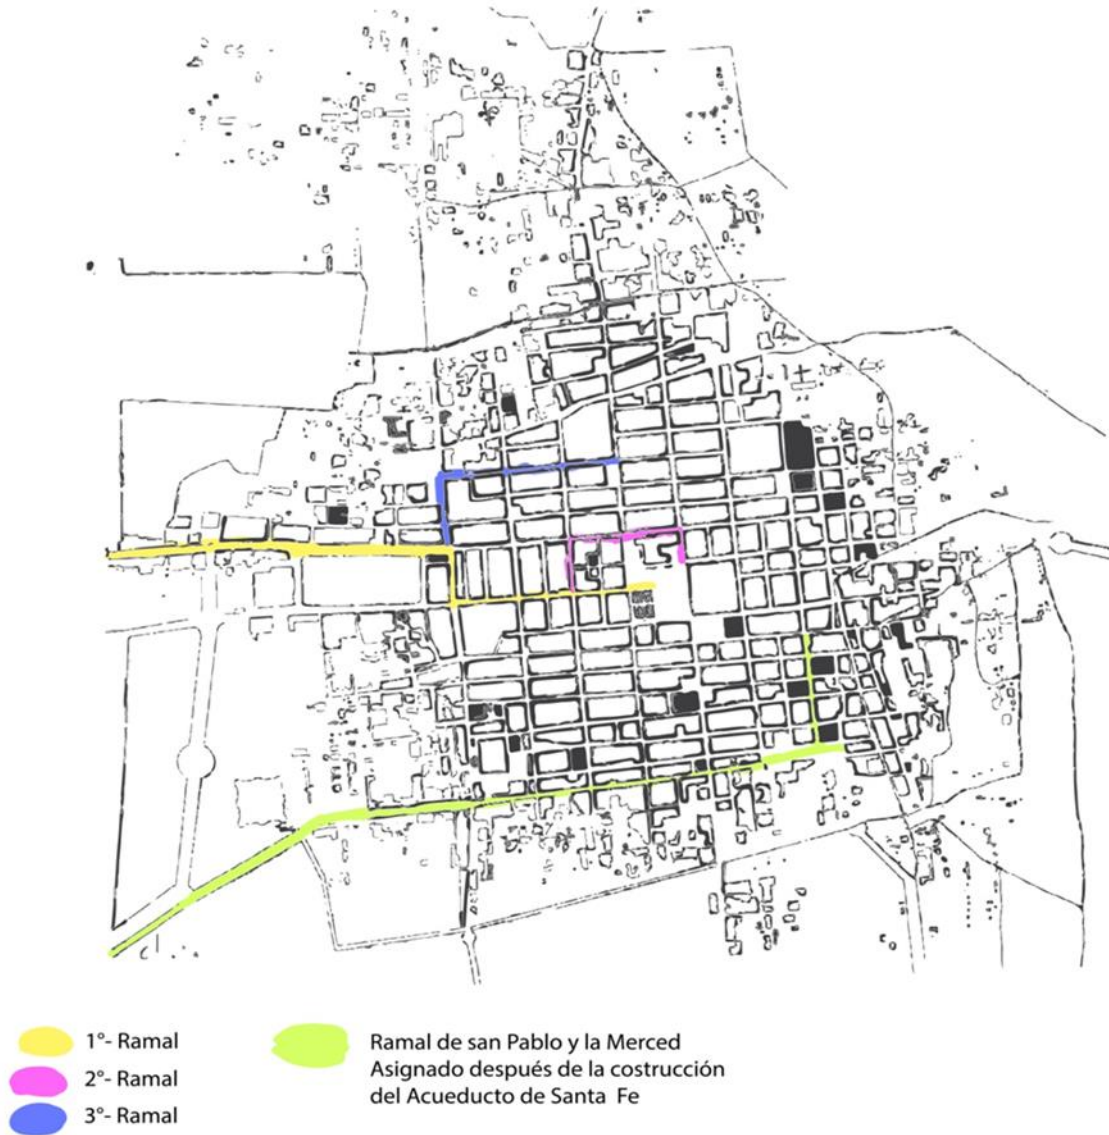 1°- Ramal
2°- Ramal
3°- Ramal
Ramal de san Pablo y la Merced
Asignado después de la costrucción
del Acueducto de Santa Fe